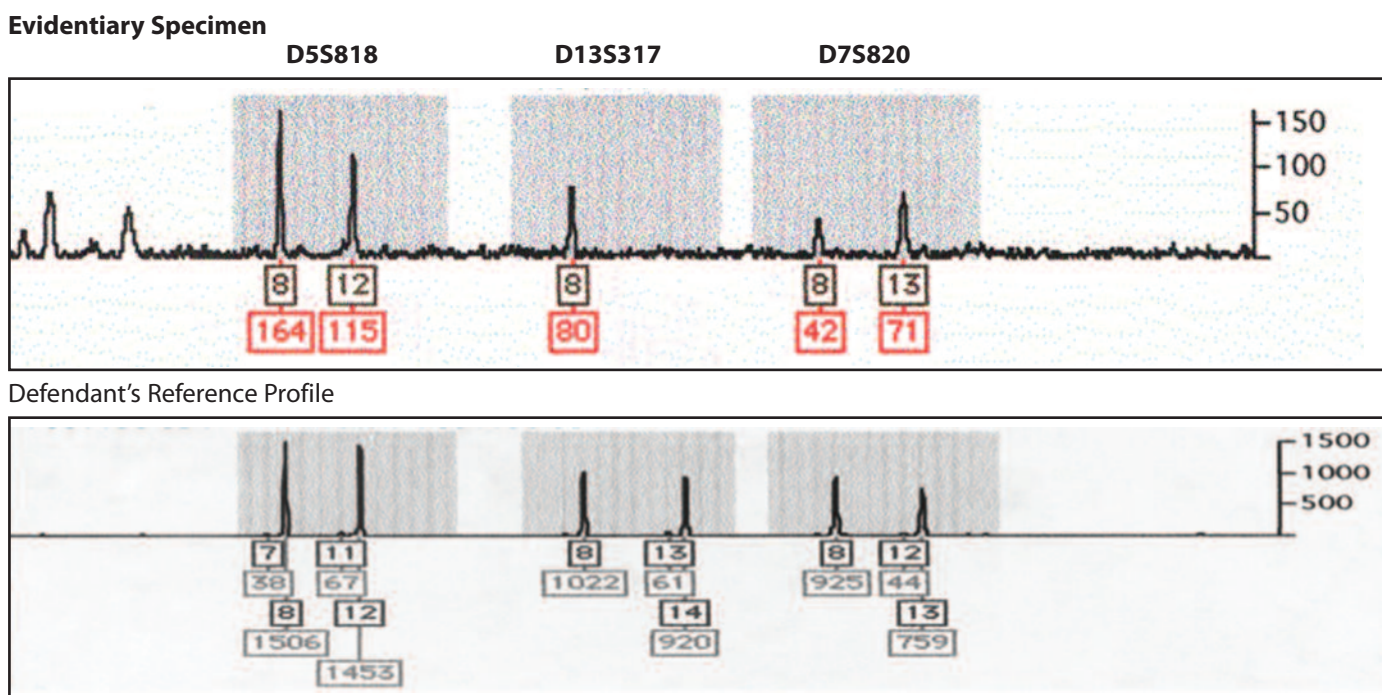 Evidentiary Specimen
D5S818 D13S317 D7S820
150
100
50
8 12 8 8 13
164 115 80 42 71
Defendant's Reference Profile
1500
1000
500
7 11 8 13 8 12
38 67 1022 61 925 44
8 12 14 13
1506 920 759
1453